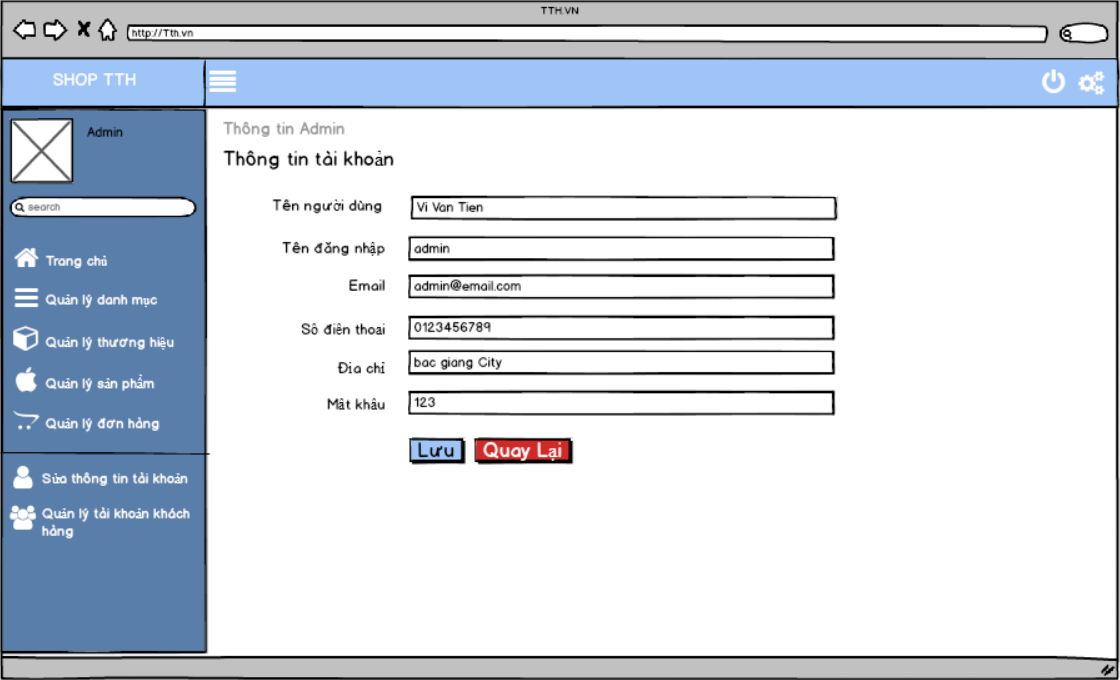 TTH.VN
http://Tth.vn
SHOP TTH
Admin
search
Trang chủ
Quản lý danh mục
Quản lý thương hiệu
Quản lý sản phẩm
Quản lý đơn hàng
Sửa thông tin tài khoản
Quản lý tài khoản khách
hàng
Thông tin Admin
Thông tin tài khoản
Tên người dùng
Vi Van Tien
Tên đăng nhập
admin
Email
admin@email.com
Sô điên thoai
0123456789
Địa chỉ
bac giang City
Mât khâu
123
Lưu
Quay Lại